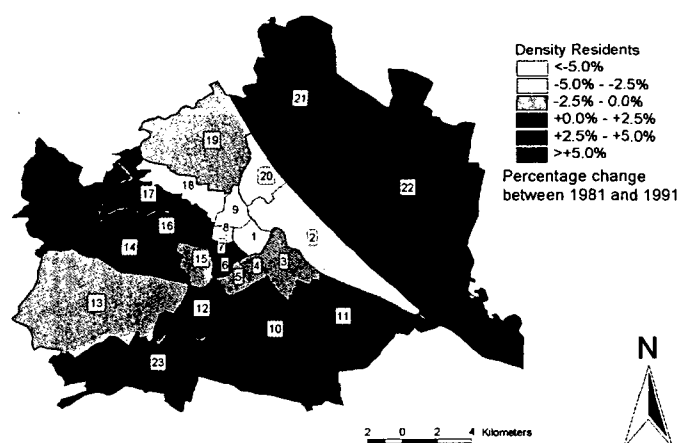 Density Residents
<-5.0%
-5.0% - -2.5%
-2.5% - 0.0%
+0.0% - +2.5%
+2.5% - +5.0%
>+5.0%
Percentage change
between 1981 and 1991
21
19
20
22
18
17
9
16
8
1
2
14
7
15
6
5
4
3
13
12
10
11
23
N
2 0 2 4 Kilometers